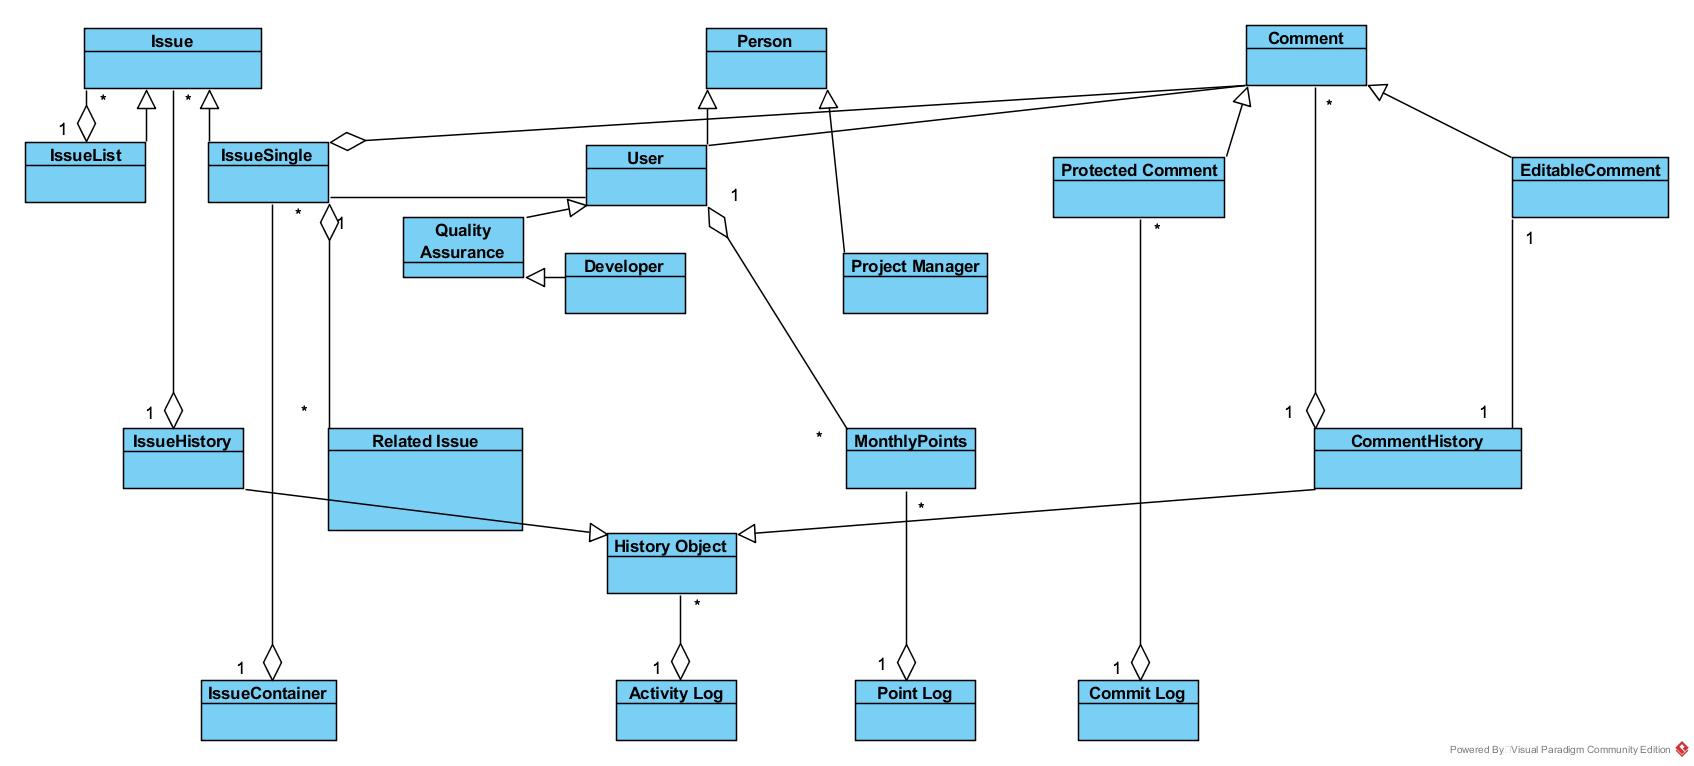 Issue
Person
Comment
*
*
*
1
IssueList
IssueSingle
User
Protected Comment
EditableComment
1
*
1
Quality
Assurance
*
1
Developer
Project Manager
1
*
*
1
1
1
IssueHistory
Related Issue
MonthlyPoints
CommentHistory
*
History Object
*
1
1
1
1
IssueContainer
Activity Log
Point Log
Commit Log
Powered By Visual Paradigm Community Edition